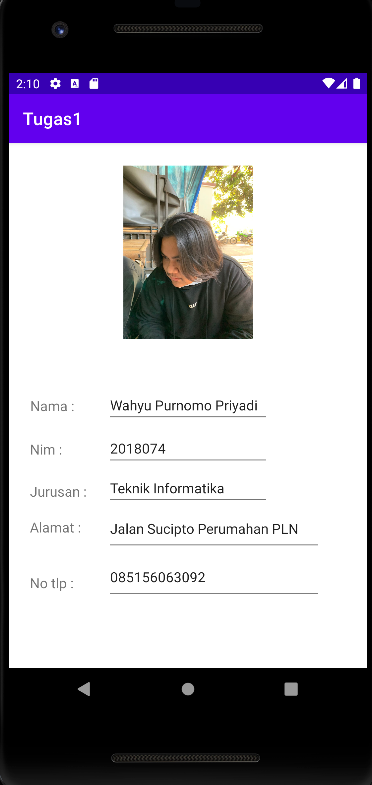 2:10
Tugas1
Nama : Wahyu Purnomo Priyadi
Nim : 2018074
Jurusan : Teknik Informatika
Alamat : Jalan Sucipto Perumahan PLN
No tlp : 085156063092